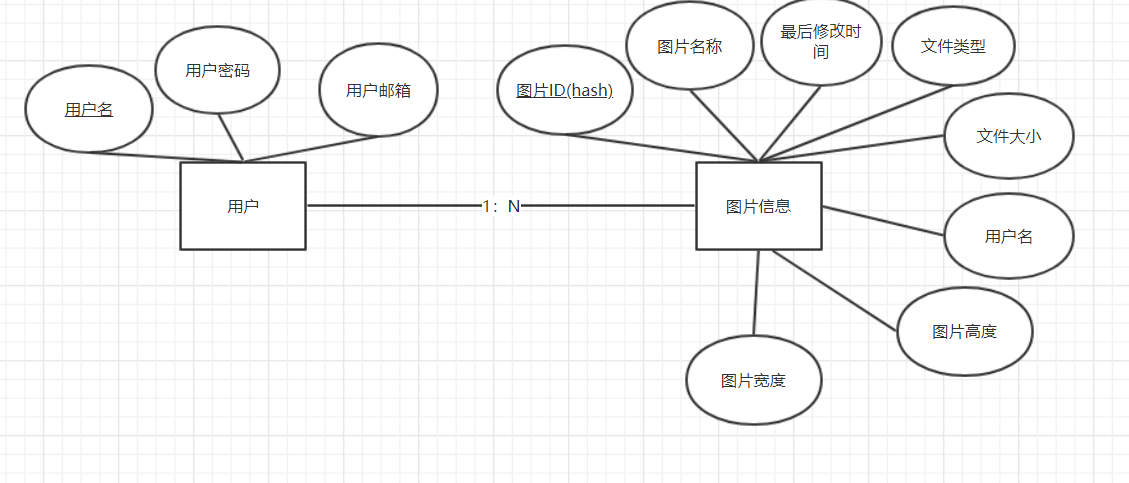 用户名
用户密码
用户邮箱
用户
1：N
图片ID(hash)
图片名称
最后修改时
间
文件类型
文件大小
用户名
图片高度
图片宽度
图片信息